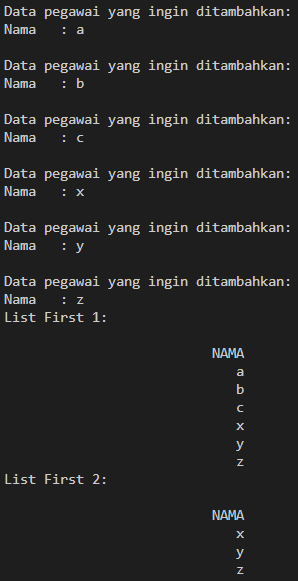 Data pegawai yang ingin ditambahkan:
Nama   : a
Data pegawai yang ingin ditambahkan:
Nama   : b
Data pegawai yang ingin ditambahkan:
Nama   : c
Data pegawai yang ingin ditambahkan:
Nama   : x
Data pegawai yang ingin ditambahkan:
Nama   : y
Data pegawai yang ingin ditambahkan:
Nama   : z
List First 1:
NAMA
a
b
c
x
y
z
List First 2:
NAMA
x
y
z